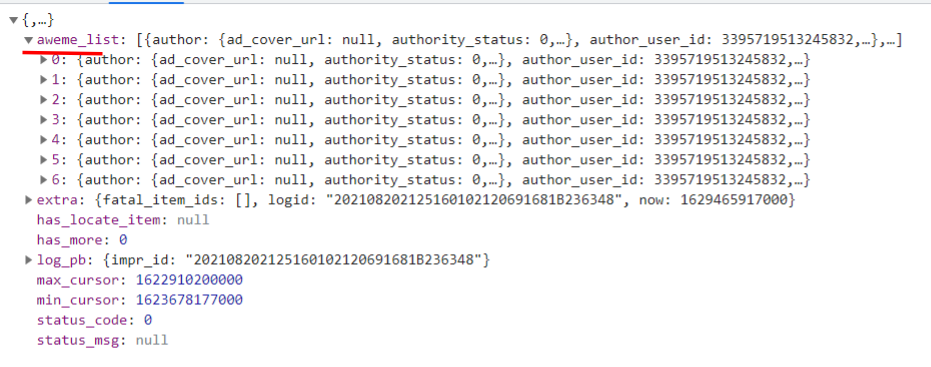 {,…}
aweme_list: [{author: {ad_cover_url: null, authority_status: 0,…}, author_user_id: 3395719513245832,…},…]
0: {author: {ad_cover_url: null, authority_status: 0,…}, author_user_id: 3395719513245832,…}
1: {author: {ad_cover_url: null, authority_status: 0,…}, author_user_id: 3395719513245832,…}
2: {author: {ad_cover_url: null, authority_status: 0,…}, author_user_id: 3395719513245832,…}
3: {author: {ad_cover_url: null, authority_status: 0,…}, author_user_id: 3395719513245832,…}
4: {author: {ad_cover_url: null, authority_status: 0,…}, author_user_id: 3395719513245832,…}
5: {author: {ad_cover_url: null, authority_status: 0,…}, author_user_id: 3395719513245832,…}
6: {author: {ad_cover_url: null, authority_status: 0,…}, author_user_id: 3395719513245832,…}
extra: {fatal_item_ids: [], logid: "202108202125160102120691681B236348", now: 1629465917000}
has_locate_item: null
has_more: 0
log_pb: {impr_id: "202108202125160102120691681B236348"}
max_cursor: 1622910200000
min_cursor: 1623678177000
status_code: 0
status_msg: null